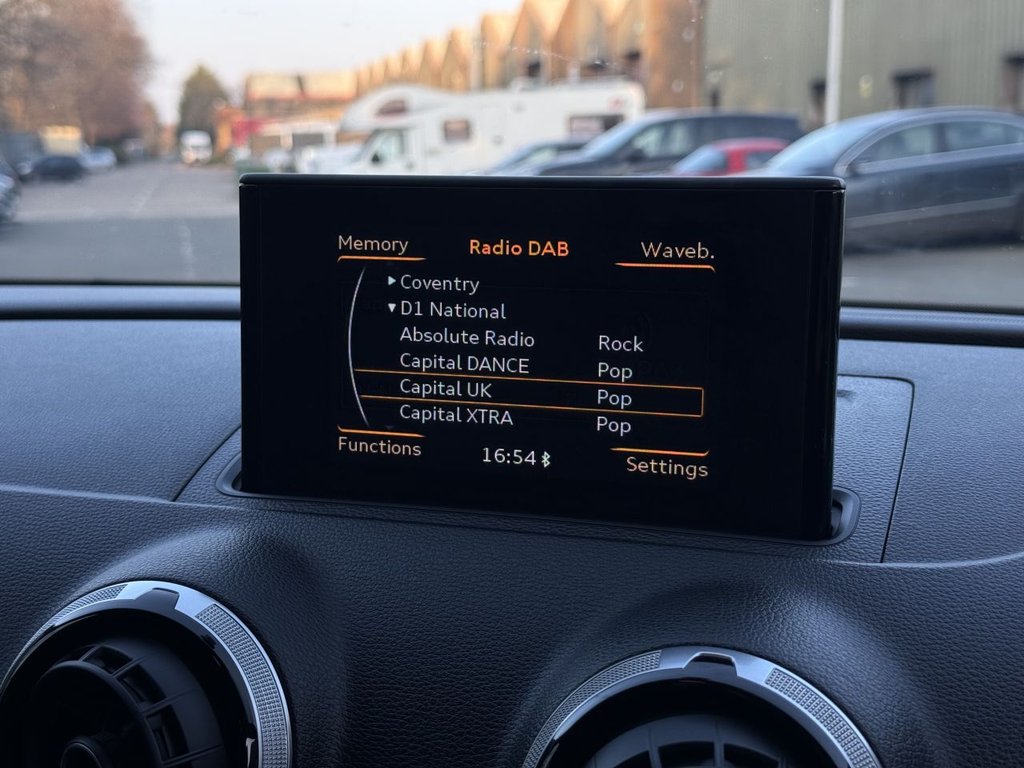 Memory Radio DAB Waveb.
Coventry
D1 National
Absolute Radio Rock
Capital DANCE Pop
Capital UK Pop
Capital XTRA Pop
Functions 16:54 Settings